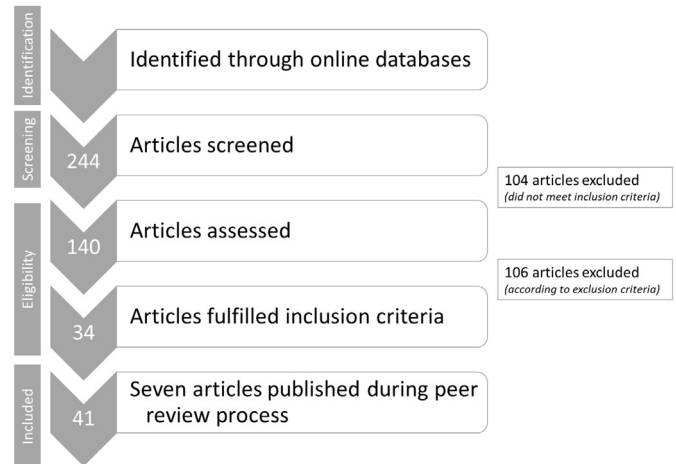 Identification
Identified through online databases
Screening
244
Articles screened
104 articles excluded
(did not meet inclusion criteria)
Eligibility
140
Articles assessed
106 articles excluded
(according to exclusion criteria)
34
Articles fulfilled inclusion criteria
Included
41
Seven articles published during peer
review process